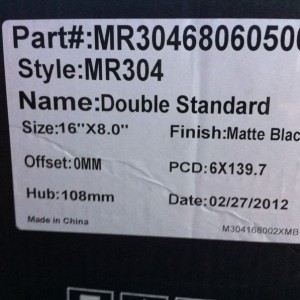 Part#:MR3046806050
Style:MR304
Name:Double Standard
Size:16"X8.0" Finish:Matte Blac
Offset:0MM PCD:6X139.7
Hub:108mm Date:02/27/2012
Made in China M304168002XMB